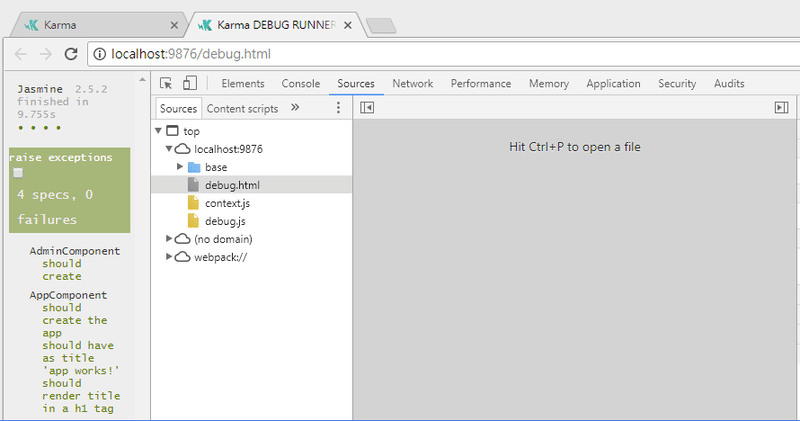 Karma
Karma DEBUG RUNNER
localhost:9876/debug.html
Jasmine 2.5.2
finished in
9.755s
• • • •
raise exceptions
4 specs, 0
failures
AdminComponent
should
create
AppComponent
should
create the
app
should have
as title
'app works!'
should
render title
in a h1 tag
Elements Console Sources Network Performance Memory Application Security Audits
Sources Content scripts »
top
localhost:9876
base
debug.html
context.js
debug.js
(no domain)
webpack://
Hit Ctrl+P to open a file